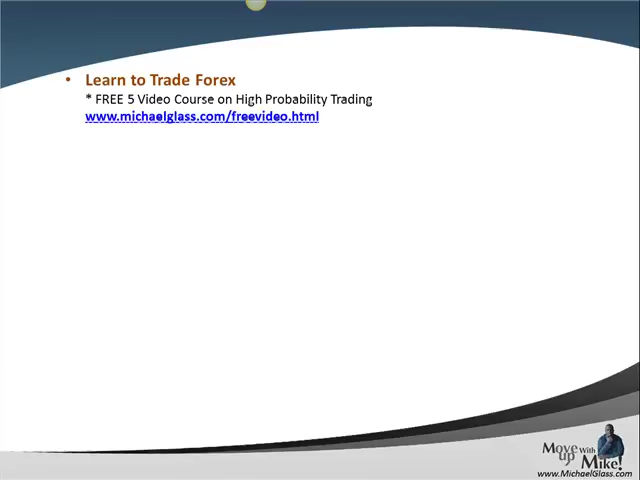 • Learn to Trade Forex
* FREE 5 Video Course on High Probability Trading
www.michaelglass.com/freevideo.html
Move up With Mike!
www.MichaelGlass.com